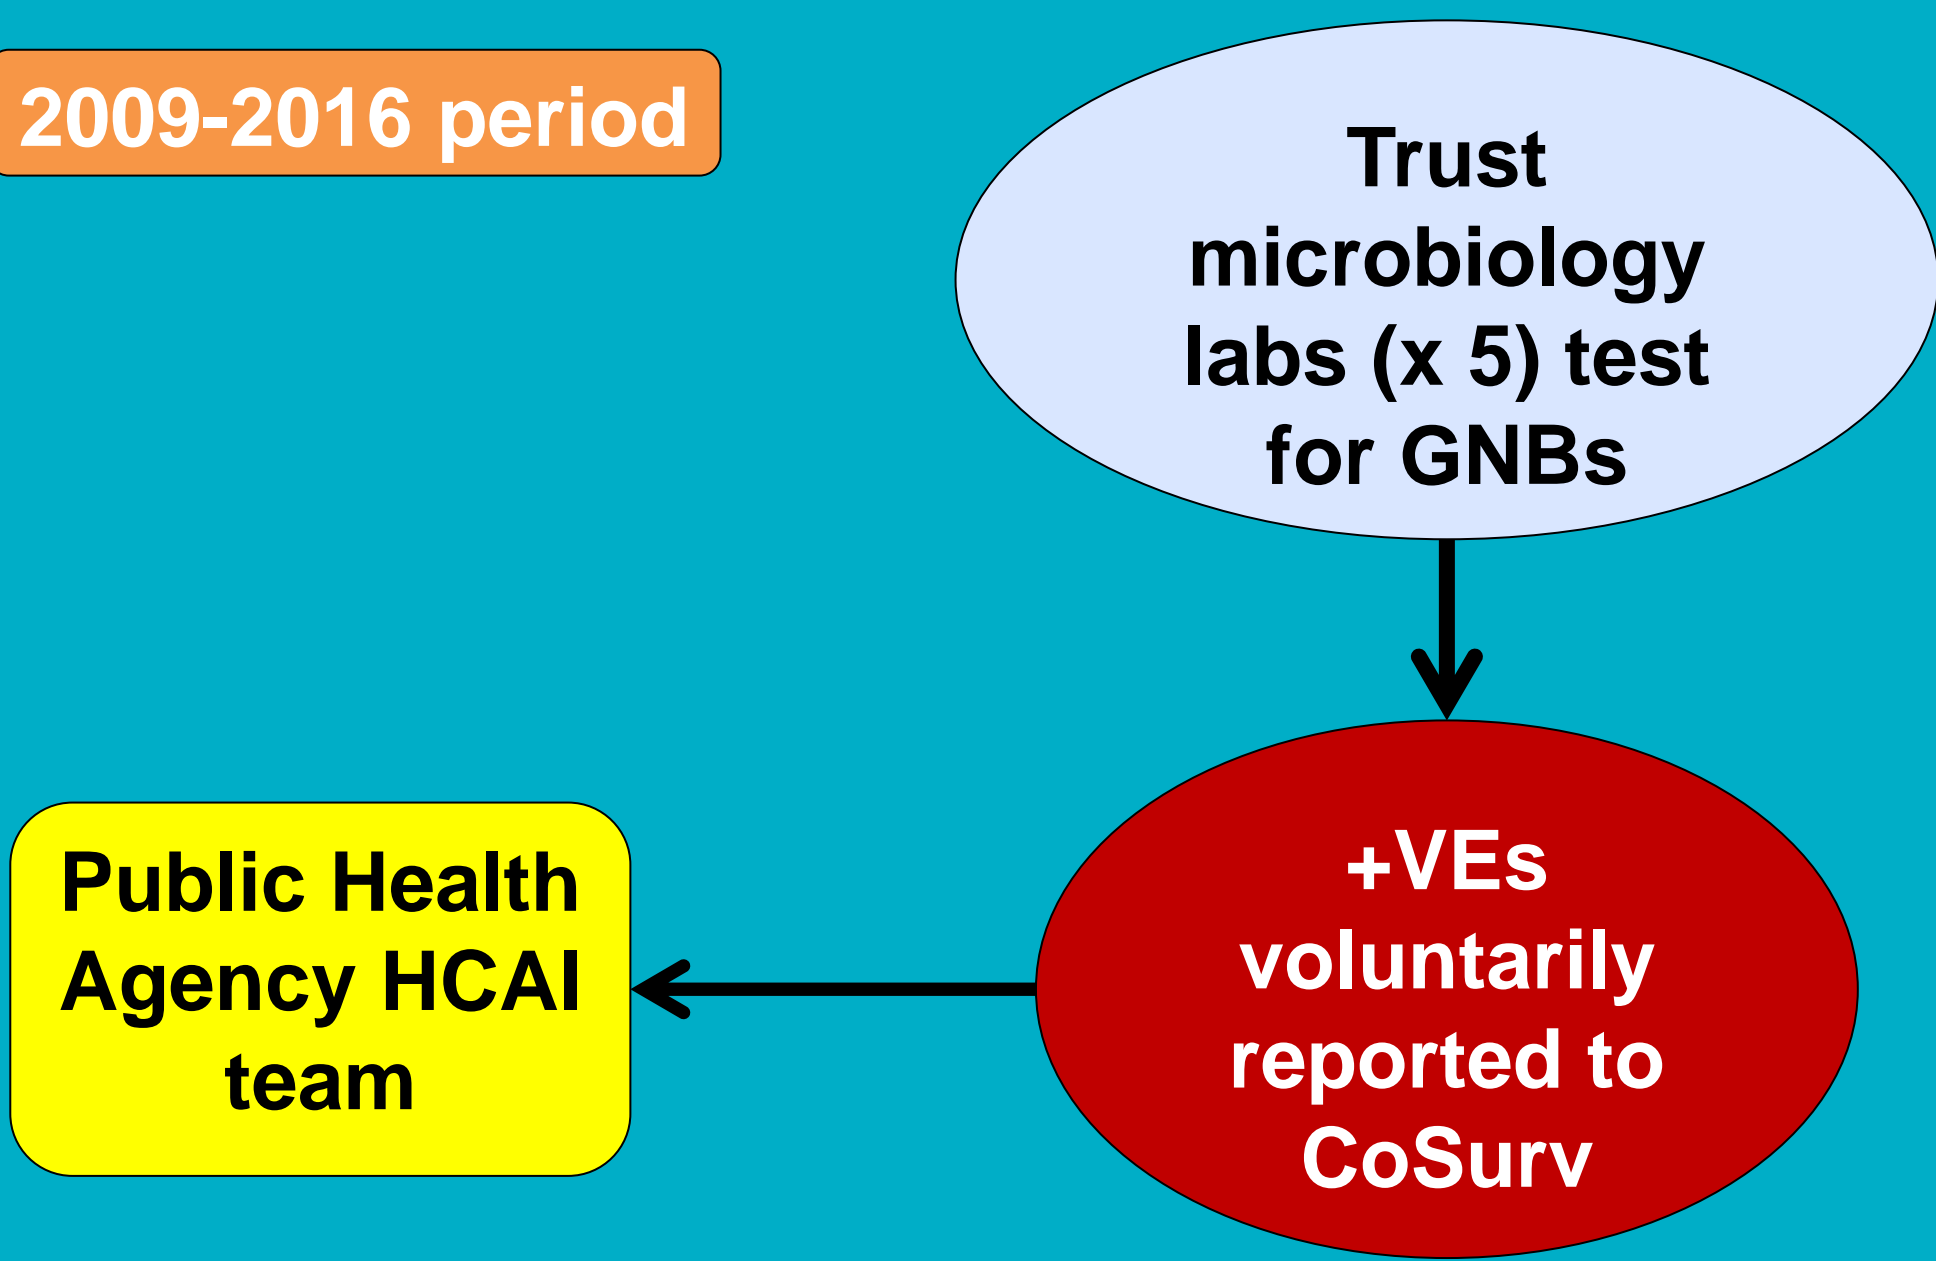 2009-2016 period
Trust
microbiology
labs (x 5) test
for GNBs
+VEs
voluntarily
reported to
CoSurv
Public Health
Agency HCAI
team